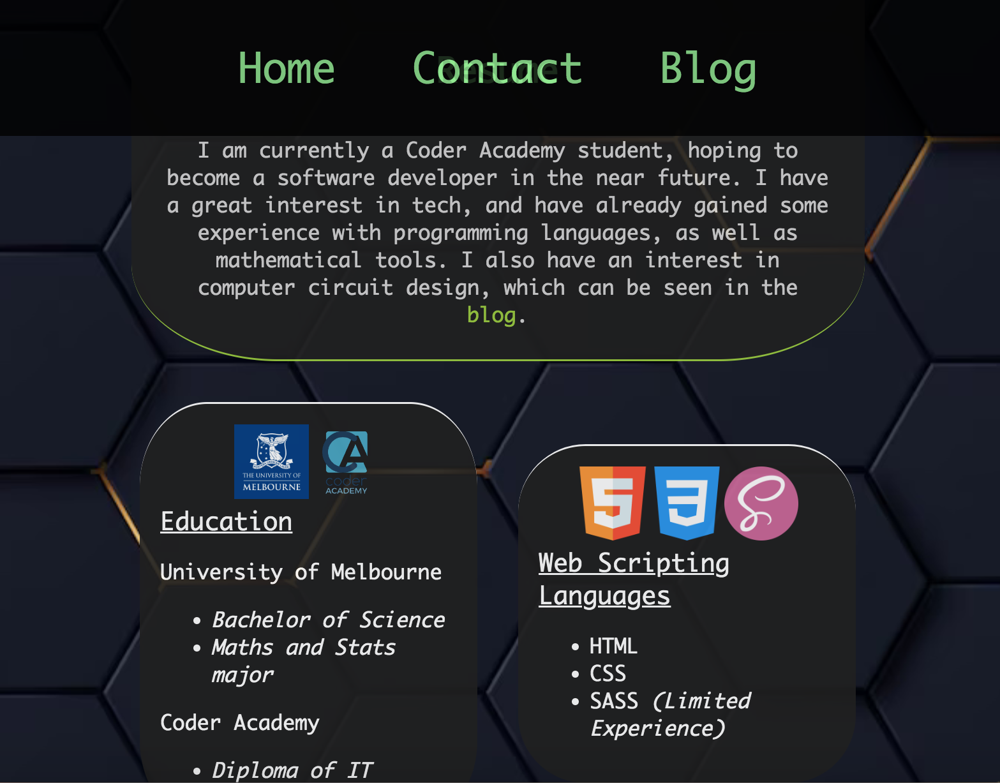 Home Contact Blog
Resume
I am currently a Coder Academy student, hoping to
become a software developer in the near future. I have
a great interest in tech, and have already gained some
experience with programming languages, as well as
mathematical tools. I also have an interest in
computer circuit design, which can be seen in the
blog.
THE UNIVERSITY OF
MELBOURNE
CA
coder
ACADEMY
Education
University of Melbourne
• Bachelor of Science
• Maths and Stats
major
Coder Academy
• Diploma of IT
5
3
S
Web Scripting
Languages
• HTML
• CSS
• SASS (Limited
Experience)